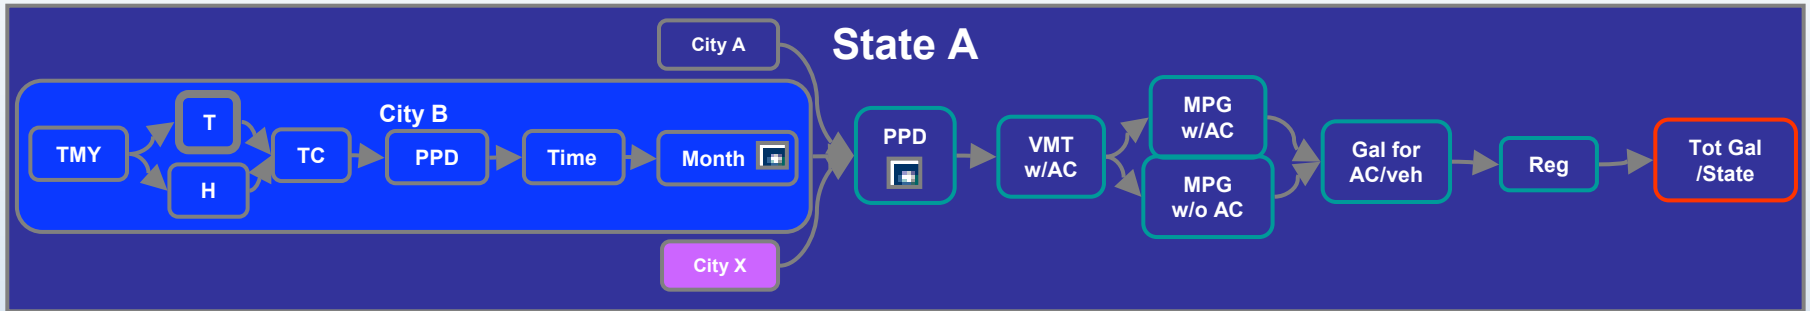 State A
City A
City B
TMY
T
H
TC
PPD
Time
Month
City X
PPD
VMT
w/AC
MPG
w/AC
MPG
w/o AC
Gal for
AC/veh
Reg
Tot Gal
/State